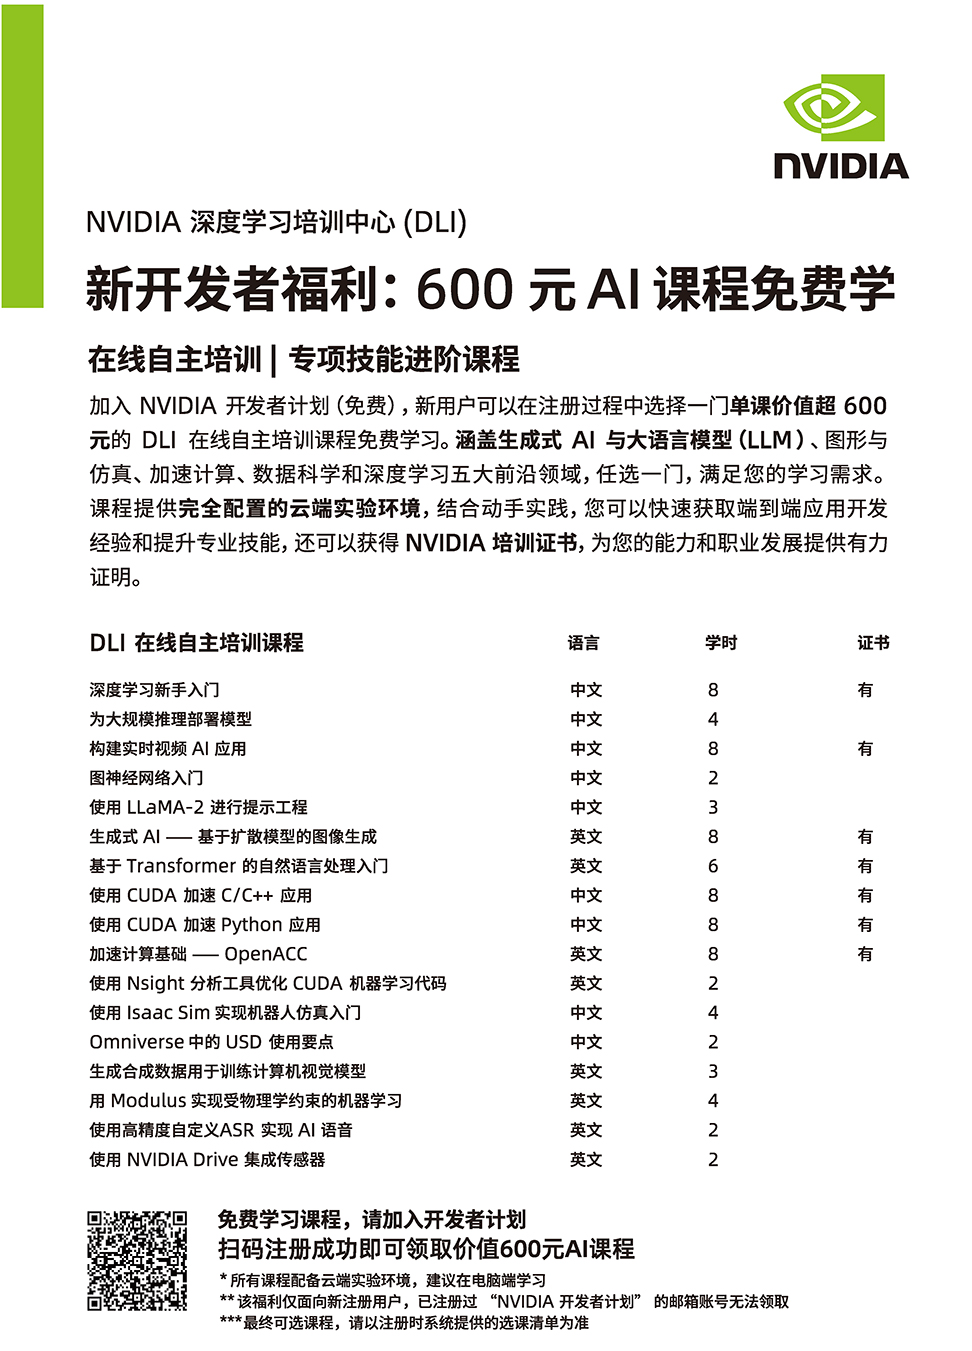 NVIDIA
NVIDIA 深度学习培训中心 (DLI)
新开发者福利：600 元 AI 课程免费学
在线自主培训 | 专项技能进阶课程
加入 NVIDIA 开发者计划（免费），新用户可以在注册过程中选择一门单课价值超 600
元的 DLI 在线自主培训课程免费学习。涵盖生成式 AI 与大语言模型（LLM）、图形与
仿真、加速计算、数据科学和深度学习五大前沿领域，任选一门，满足您的学习需求。
课程提供完全配置的云端实验环境，结合动手实践，您可以快速获取端到端应用开发
经验和提升专业技能，还可以获得 NVIDIA 培训证书，为您的能力和职业发展提供有力
证明。
DLI 在线自主培训课程 语言 学时 证书
深度学习新手入门 中文 8 有
为大规模推理部署模型 中文 4
构建实时视频 AI 应用 中文 8 有
图神经网络入门 中文 2
使用 LLaMA-2 进行提示工程 中文 3
生成式 AI —— 基于扩散模型的图像生成 英文 8 有
基于 Transformer 的自然语言处理入门 英文 6 有
使用 CUDA 加速 C/C++ 应用 中文 8 有
使用 CUDA 加速 Python 应用 中文 8 有
加速计算基础 —— OpenACC 英文 8 有
使用 Nsight 分析工具优化 CUDA 机器学习代码 英文 2
使用 Isaac Sim 实现机器人仿真入门 中文 4
Omniverse 中的 USD 使用要点 中文 2
生成合成数据用于训练计算机视觉模型 英文 3
用 Modulus 实现受物理学约束的机器学习 英文 4
使用高精度自定义ASR 实现 AI 语音 英文 2
使用 NVIDIA Drive 集成传感器 英文 2
免费学习课程，请加入开发者计划
扫码注册成功即可领取价值600元AI课程
* 所有课程配备云端实验环境，建议在电脑端学习
** 该福利仅面向新注册用户，已注册过 “NVIDIA 开发者计划” 的邮箱账号无法领取
***最终可选课程，请以注册时系统提供的选课清单为准